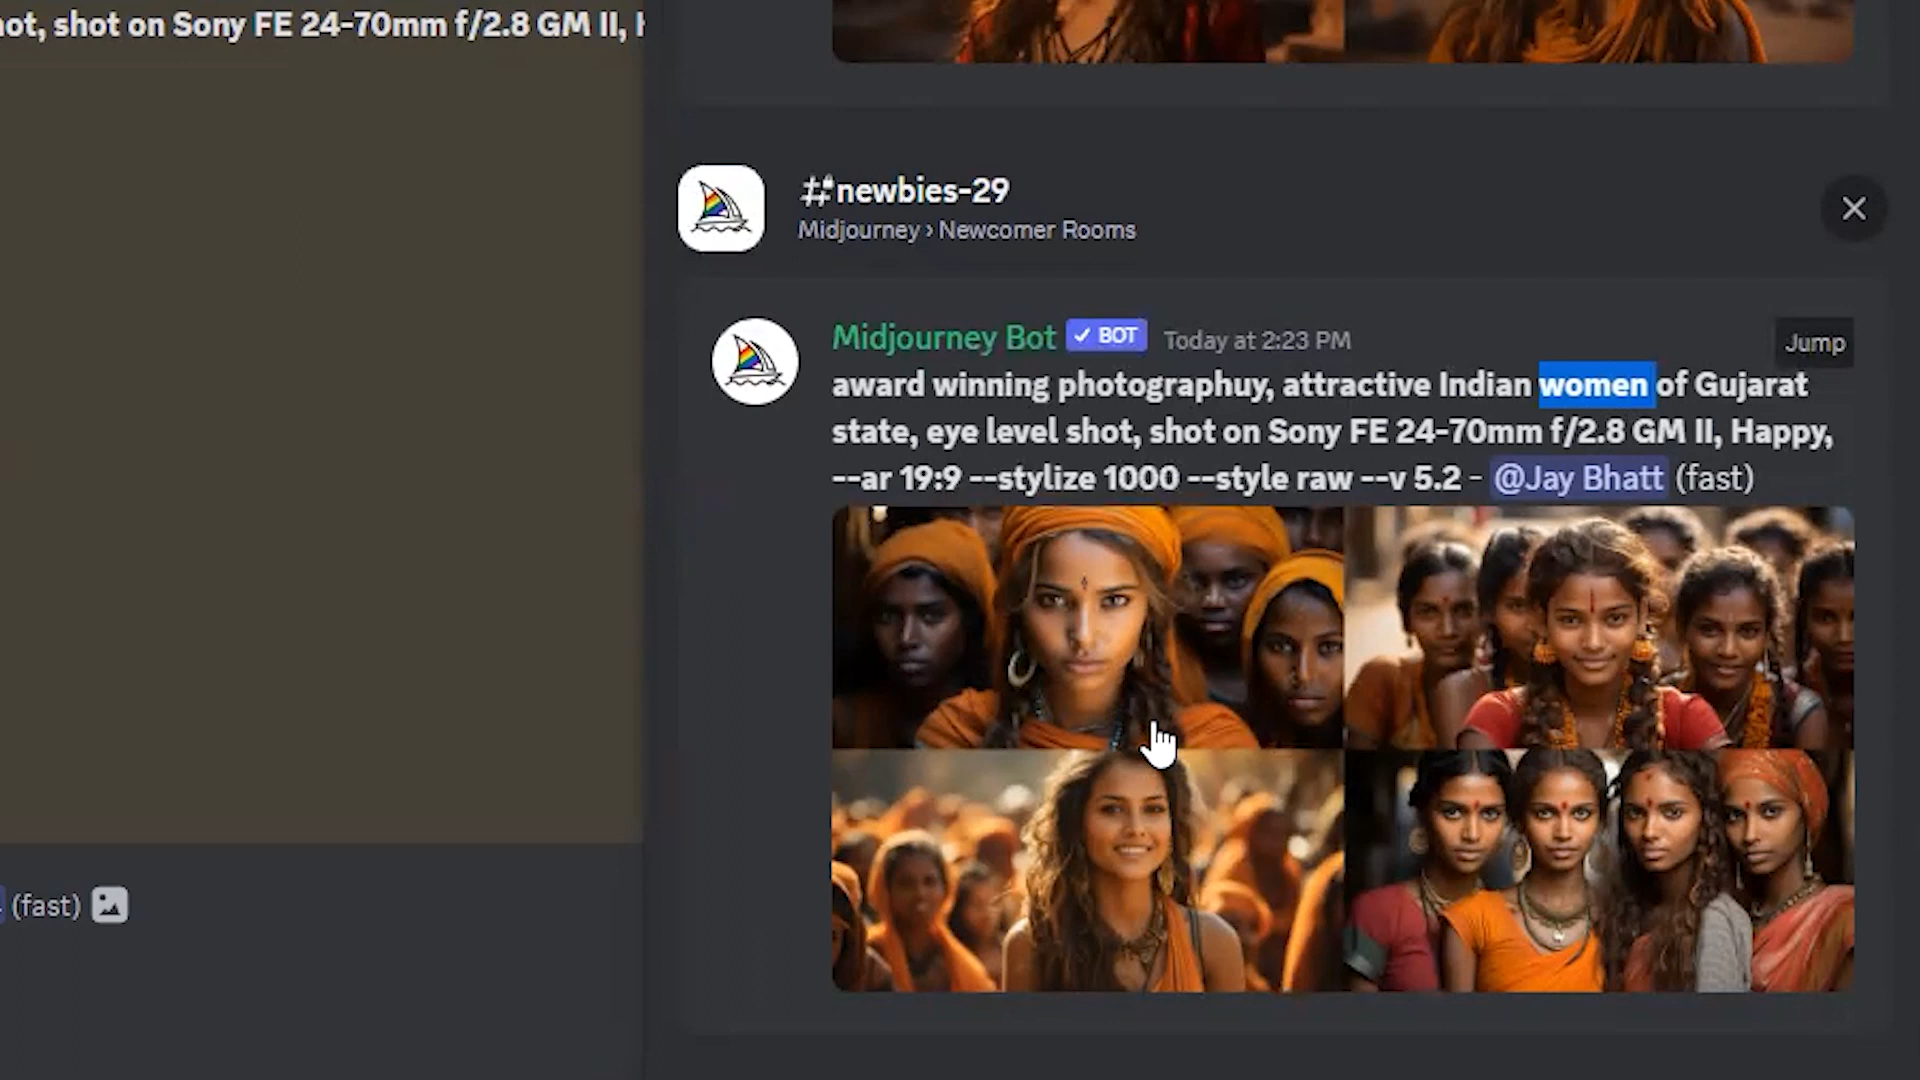 ot, shot on Sony FE 24-70mm f/2.8 GM II,
#newbies-29
Midjourney › Newcomer Rooms
Midjourney Bot ✓ BOT Today at 2:23 PM
Jump
award winning photographuy, attractive Indian women of Gujarat
state, eye level shot, shot on Sony FE 24-70mm f/2.8 GM II, Happy,
--ar 19:9 --stylize 1000 --style raw --v 5.2 - @Jay Bhatt (fast)
(fast)